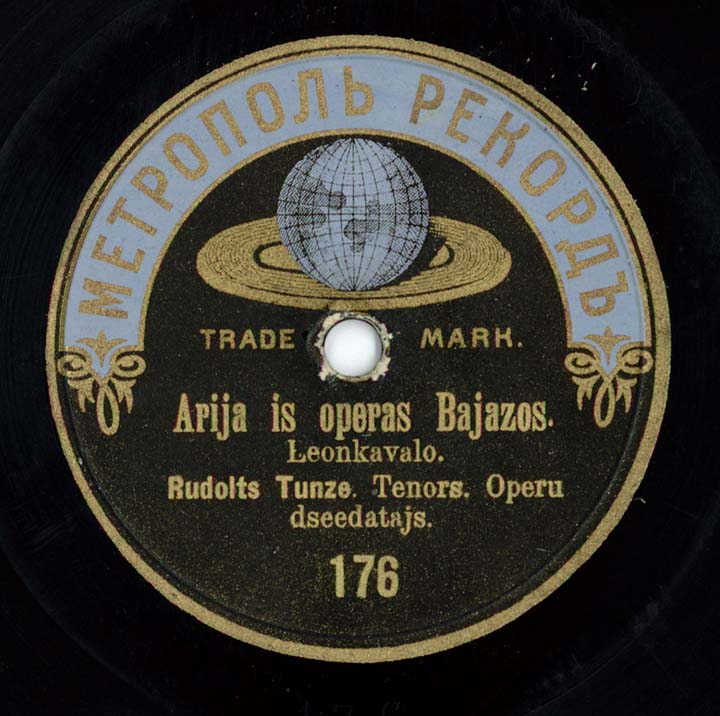 МЕТРОПОЛЬ РЕКОРДЪ
TRADE MARK.
Arija is operas Bajazos.
Leonkavalo.
Rudolts Tunze. Tenors. Operu
dseedatajs.
176